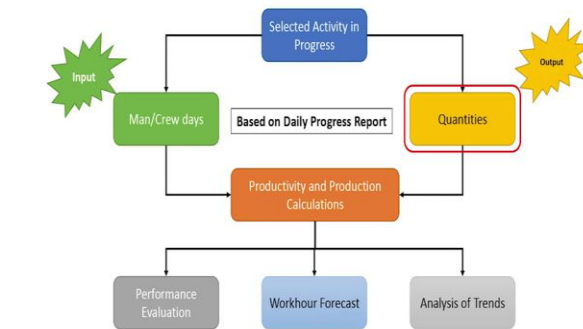 Selected Activity in
Progress
Input
Output
Man/Crew days
Based on Daily Progress Report
Quantities
Productivity and Production
Calculations
Performance
Evaluation
Workhour Forecast
Analysis of Trends